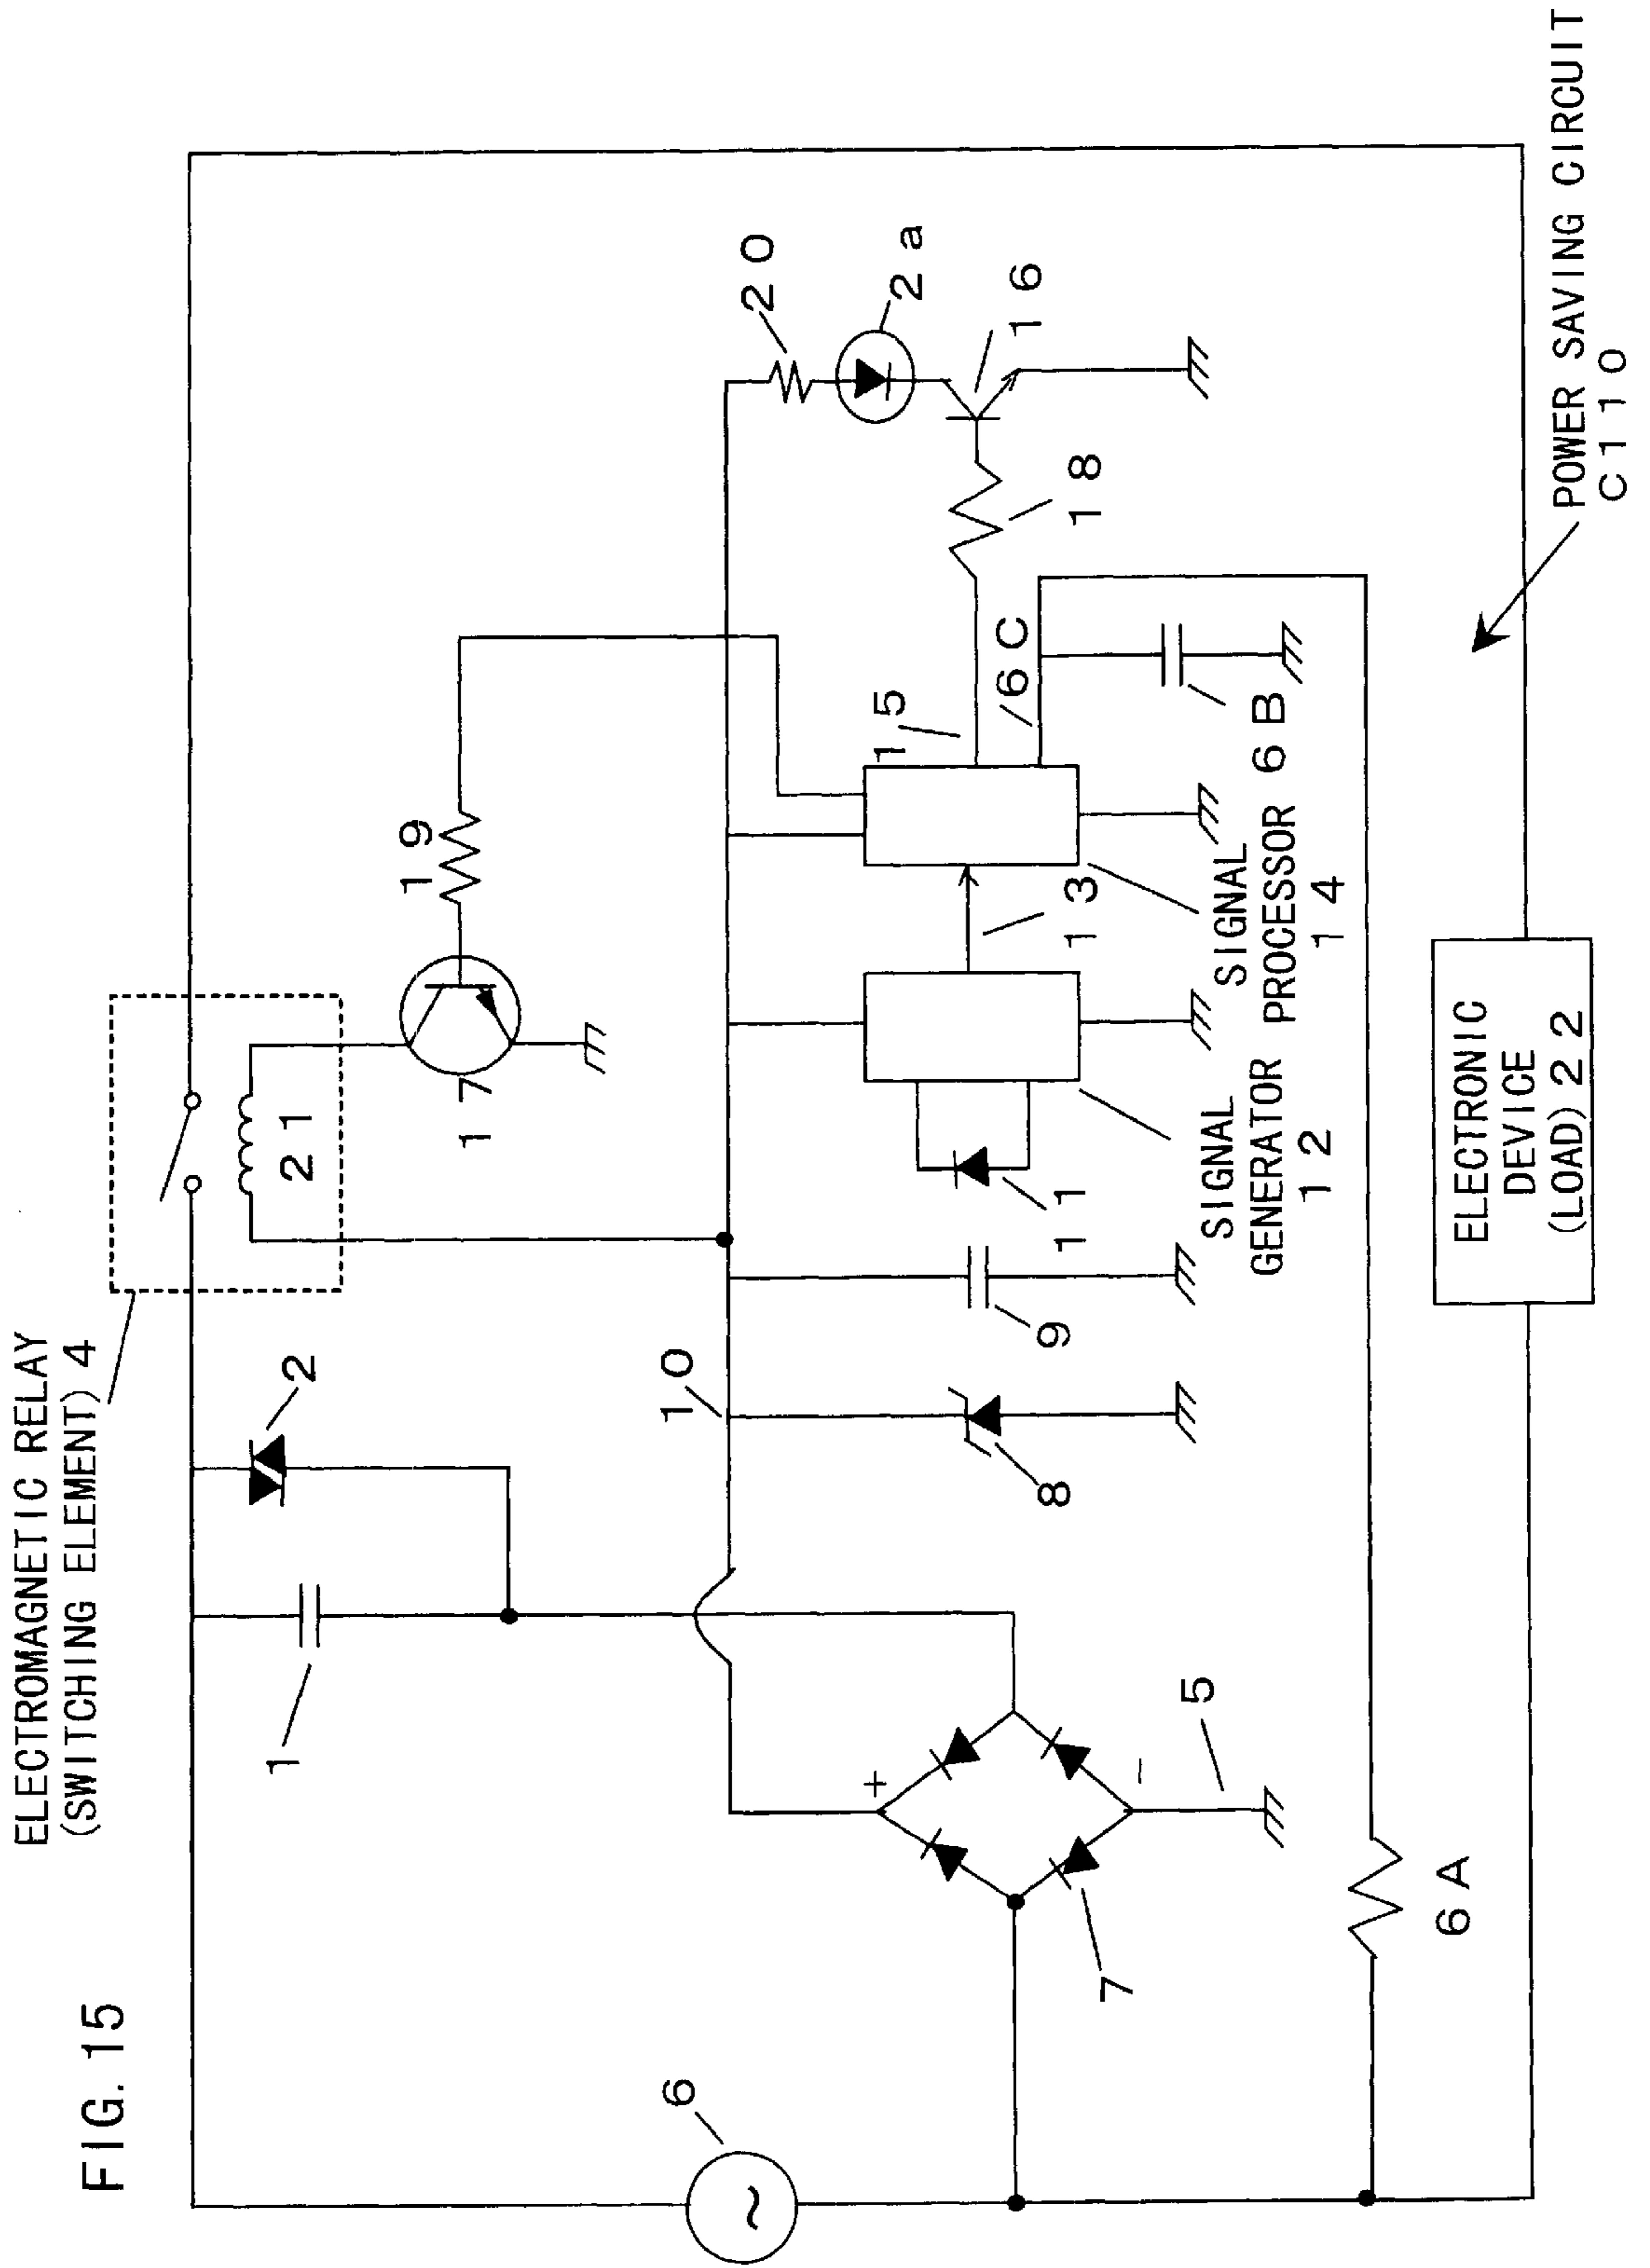 FIG. 15
ELECTROMAGNETIC RELAY
(SWITCHING ELEMENT) 4
1
2
21
17
19
10
20
2a
16
18
15
6C
6B
13
11
9
8
6
+
−
5
7
6A
~
SIGNAL
GENERATOR
12
SIGNAL
PROCESSOR
14
ELECTRONIC
DEVICE
(LOAD) 22
POWER SAVING CIRCUIT
C110